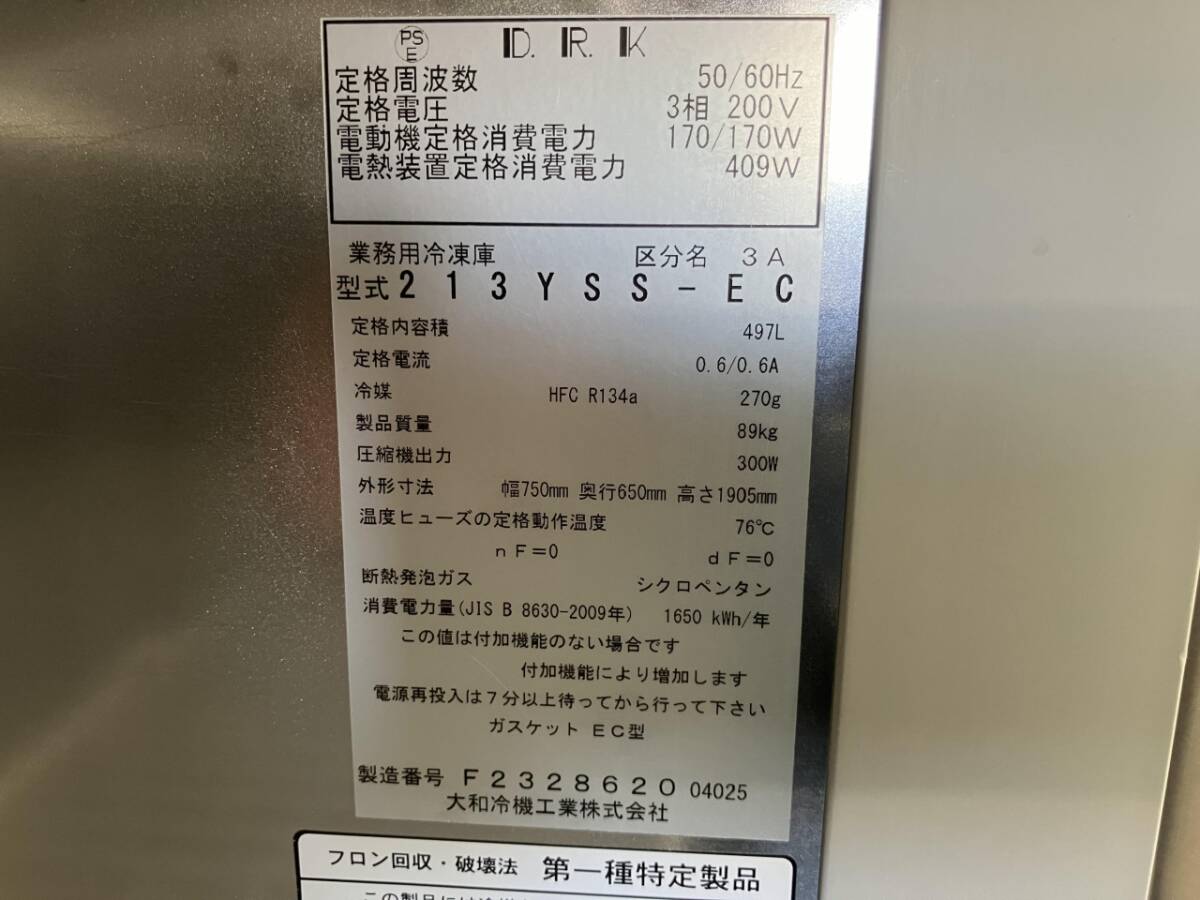 PS
E
D. R. K
定格周波数 50/60Hz
定格電圧 3相 200V
電動機定格消費電力 170/170W
電熱装置定格消費電力 409W
業務用冷凍庫 区分名 3A
型式 213YSS-EC
定格内容積 497L
定格電流 0.6/0.6A
冷媒 HFC R134a 270g
製品質量 89kg
圧縮機出力 300W
外形寸法 幅750mm 奥行650mm 高さ1905mm
温度ヒューズの定格動作温度 76℃
nF=0 dF=0
断熱発泡ガス シクロペンタン
消費電力量(JIS B 8630-2009年) 1650 kWh/年
この値は付加機能のない場合です
付加機能により増加します
電源再投入は7分以上待ってから行って下さい
ガスケット EC型
製造番号 F2328620 04025
大和冷機工業株式会社
フロン回収・破壊法 第一種特定製品